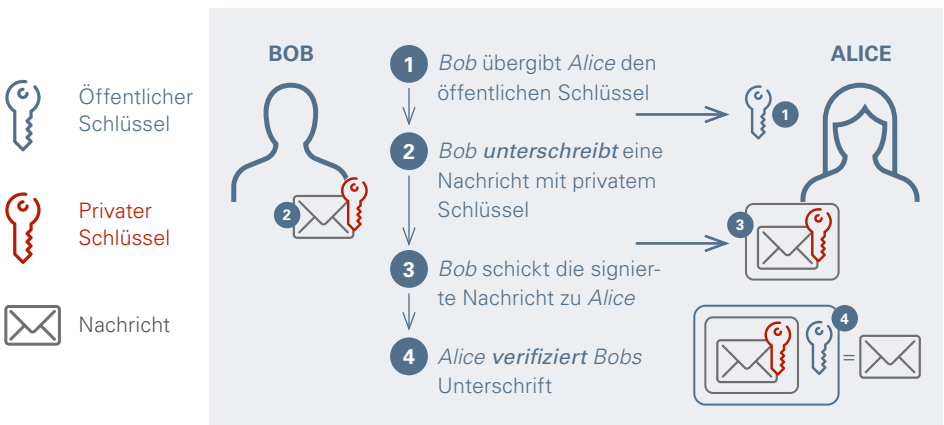 Öffentlicher
Schlüssel
Privater
Schlüssel
Nachricht
BOB
ALICE
1
Bob übergibt Alice den
öffentlichen Schlüssel
1
2
Bob unterschreibt eine
Nachricht mit privatem
Schlüssel
2
3
Bob schickt die signier-
te Nachricht zu Alice
3
4
Alice verifiziert Bobs
Unterschrift
4
=